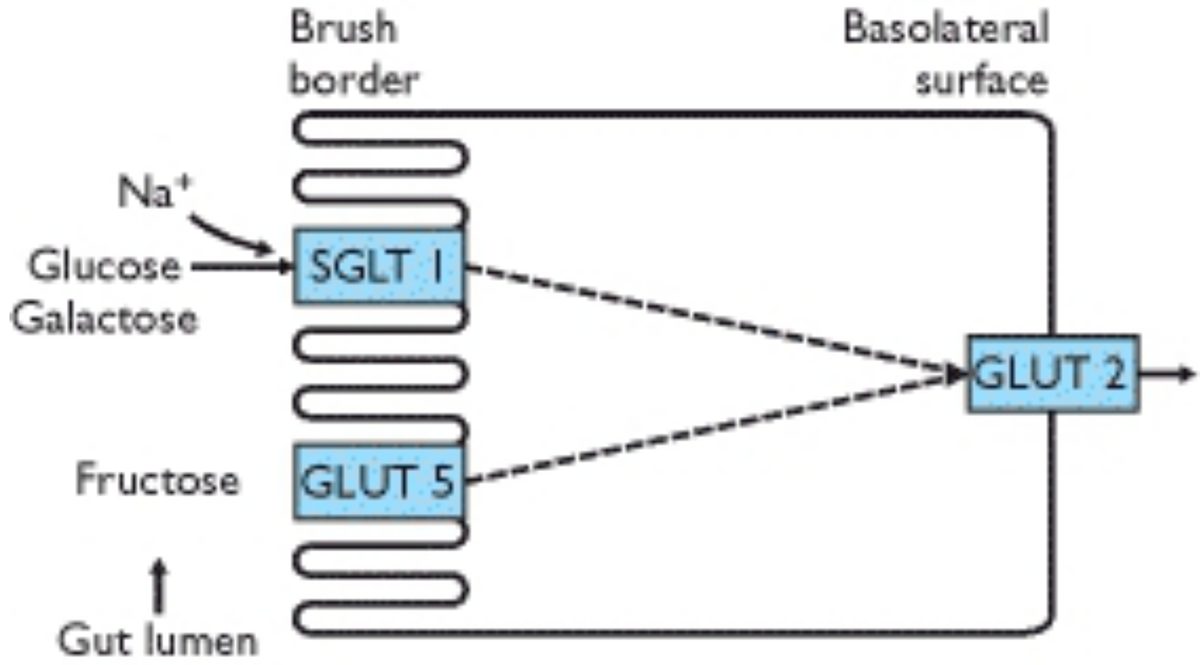 Brush
border
Basolateral
surface
Na+
Glucose
Galactose
SGLT 1
GLUT 2
Fructose
GLUT 5
Gut lumen